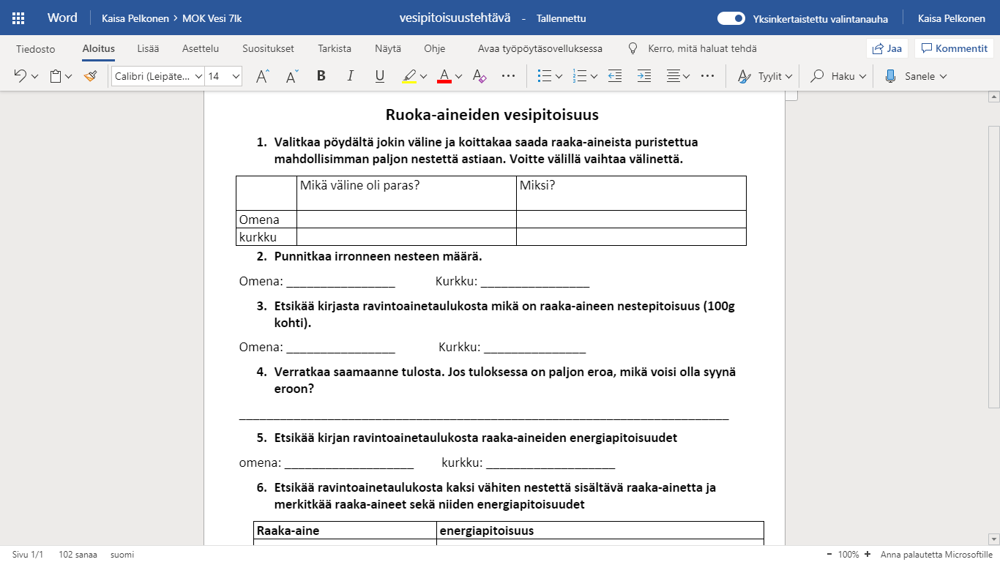 Word Kaisa Pelkonen > MOK Vesi 7lk vesipitoisuustehtävä - Tallennettu Yksinkertaistettu valintanauha Kaisa Pelkonen
Tiedosto Aloitus Lisää Asettelu Suositukset Tarkista Näytä Ohje Avaa työpöytäsovelluksessa Kerro, mitä haluat tehdä Jaa Kommentit
Calibri (Leipäte... 14 A A B I U A A ... Tyylit Haku Sanele
Ruoka-aineiden vesipitoisuus
1. Valitkaa pöydältä jokin väline ja koittakaa saada raaka-aineista puristettua
mahdollisimman paljon nestettä astiaan. Voitte välillä vaihtaa välinettä.
Mikä väline oli paras? Miksi?
Omena
kurkku
2. Punnitkaa irronneen nesteen määrä.
Omena: ________________ Kurkku: ________________
3. Etsikää kirjasta ravintoainetaulukosta mikä on raaka-aineen nestepitoisuus (100g
kohti).
Omena: ________________ Kurkku: _______________
4. Verratkaa saamaanne tulosta. Jos tuloksessa on paljon eroa, mikä voisi olla syynä
eroon?
________________________________________________________________________
5. Etsikää kirjan ravintoainetaulukosta raaka-aineiden energiapitoisuudet
omena: ___________________ kurkku: ___________________
6. Etsikää ravintoainetaulukosta kaksi vähiten nestettä sisältävä raaka-ainetta ja
merkitkää raaka-aineet sekä niiden energiapitoisuudet
Raaka-aine energiapitoisuus
Sivu 1/1 102 sanaa suomi - 100% + Anna palautetta Microsoftille